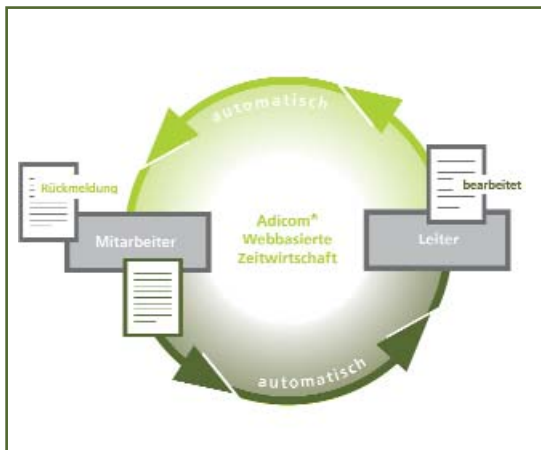 automatisch
Rückmeldung
bearbeitet
Mitarbeiter
Adicom®
Webbasierte
Zeitwirtschaft
Leiter
automatisch